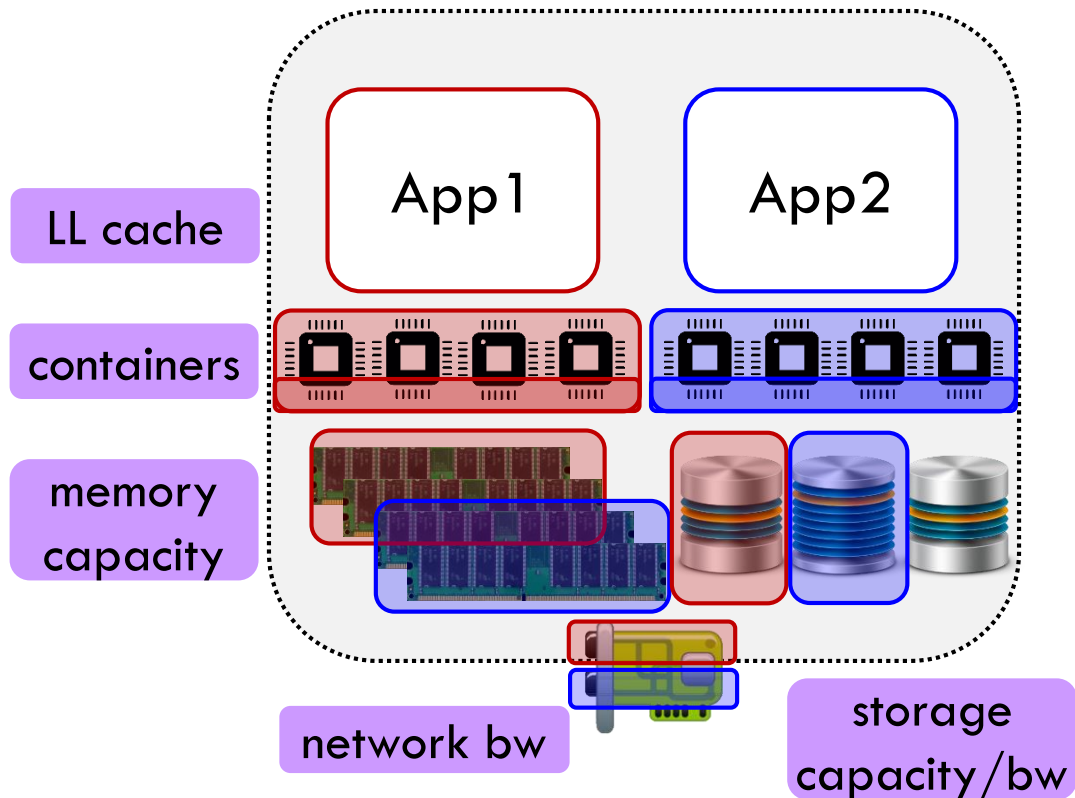 App1
App2
LL cache
containers
memory
capacity
network bw
storage
capacity/bw